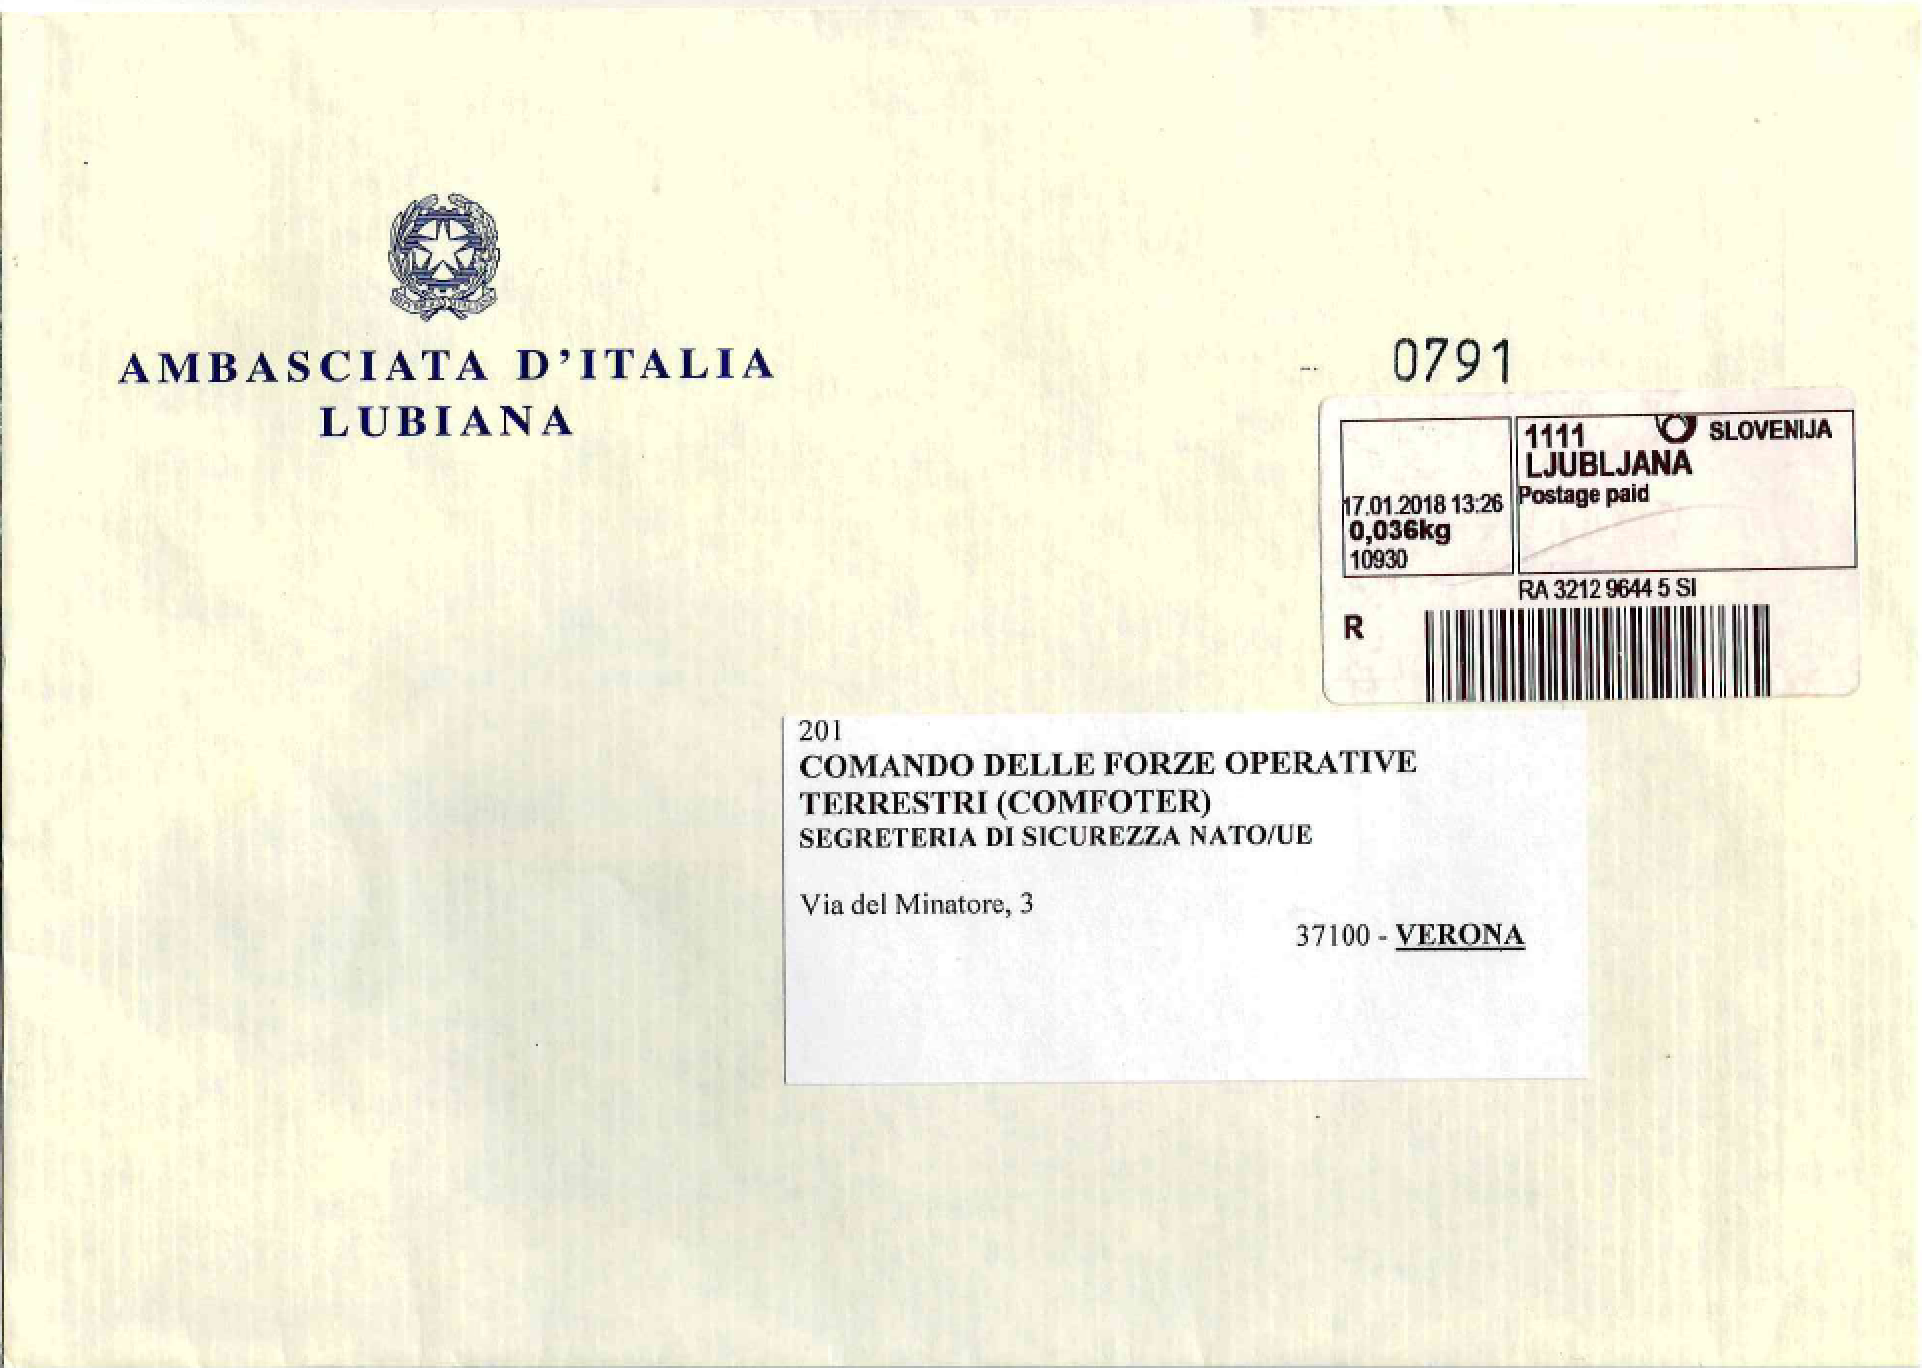 AMBASCIATA D'ITALIA
LUBIANA
0791
1111 SLOVENIJA
LJUBLJANA
Postage paid
17.01.2018 13:26
0,036kg
10930
RA 3212 9644 5 SI
R
201
COMANDO DELLE FORZE OPERATIVE
TERRESTRI (COMFOTER)
SEGRETERIA DI SICUREZZA NATO/UE
Via del Minatore, 3
37100 - VERONA